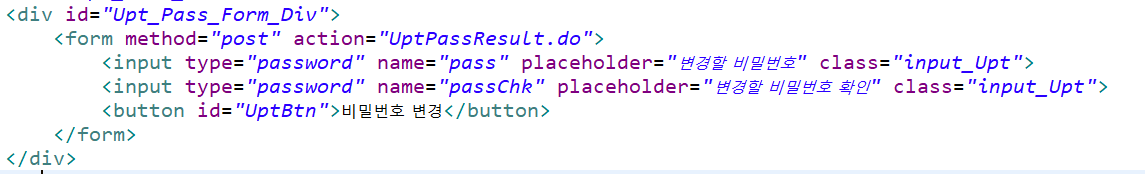 <div id="Upt_Pass_Form_Div">
<form method="post" action="UptPassResult.do">
<input type="password" name="pass" placeholder="변경할 비밀번호" class="input_Upt">
<input type="password" name="passChk" placeholder="변경할 비밀번호 확인" class="input_Upt">
<button id="UptBtn">비밀번호 변경</button>
</form>
</div>